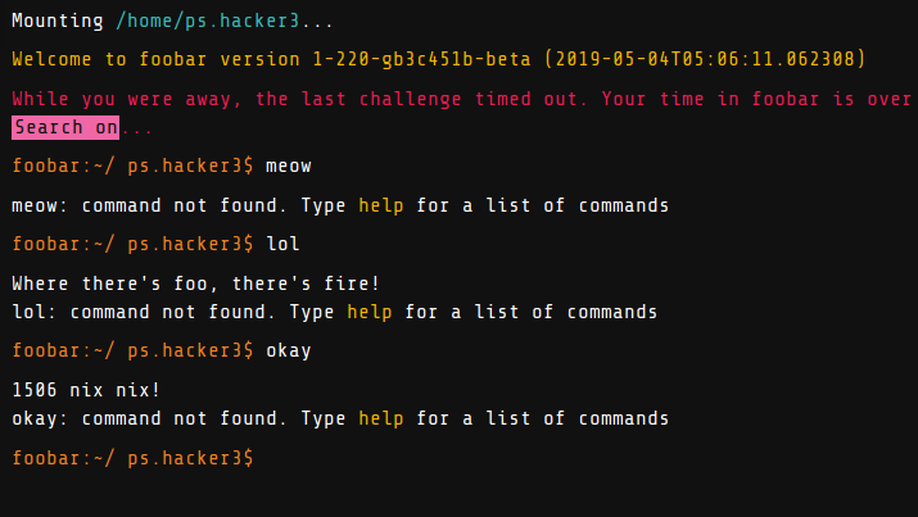 Mounting /home/ps.hacker3...
Welcome to foobar version 1-220-gb3c451b-beta (2019-05-04T05:06:11.062308)
While you were away, the last challenge timed out. Your time in foobar is over
Search on...
foobar:~/ ps.hacker3$ meow
meow: command not found. Type help for a list of commands
foobar:~/ ps.hacker3$ lol
Where there's foo, there's fire!
lol: command not found. Type help for a list of commands
foobar:~/ ps.hacker3$ okay
1506 nix nix!
okay: command not found. Type help for a list of commands
foobar:~/ ps.hacker3$